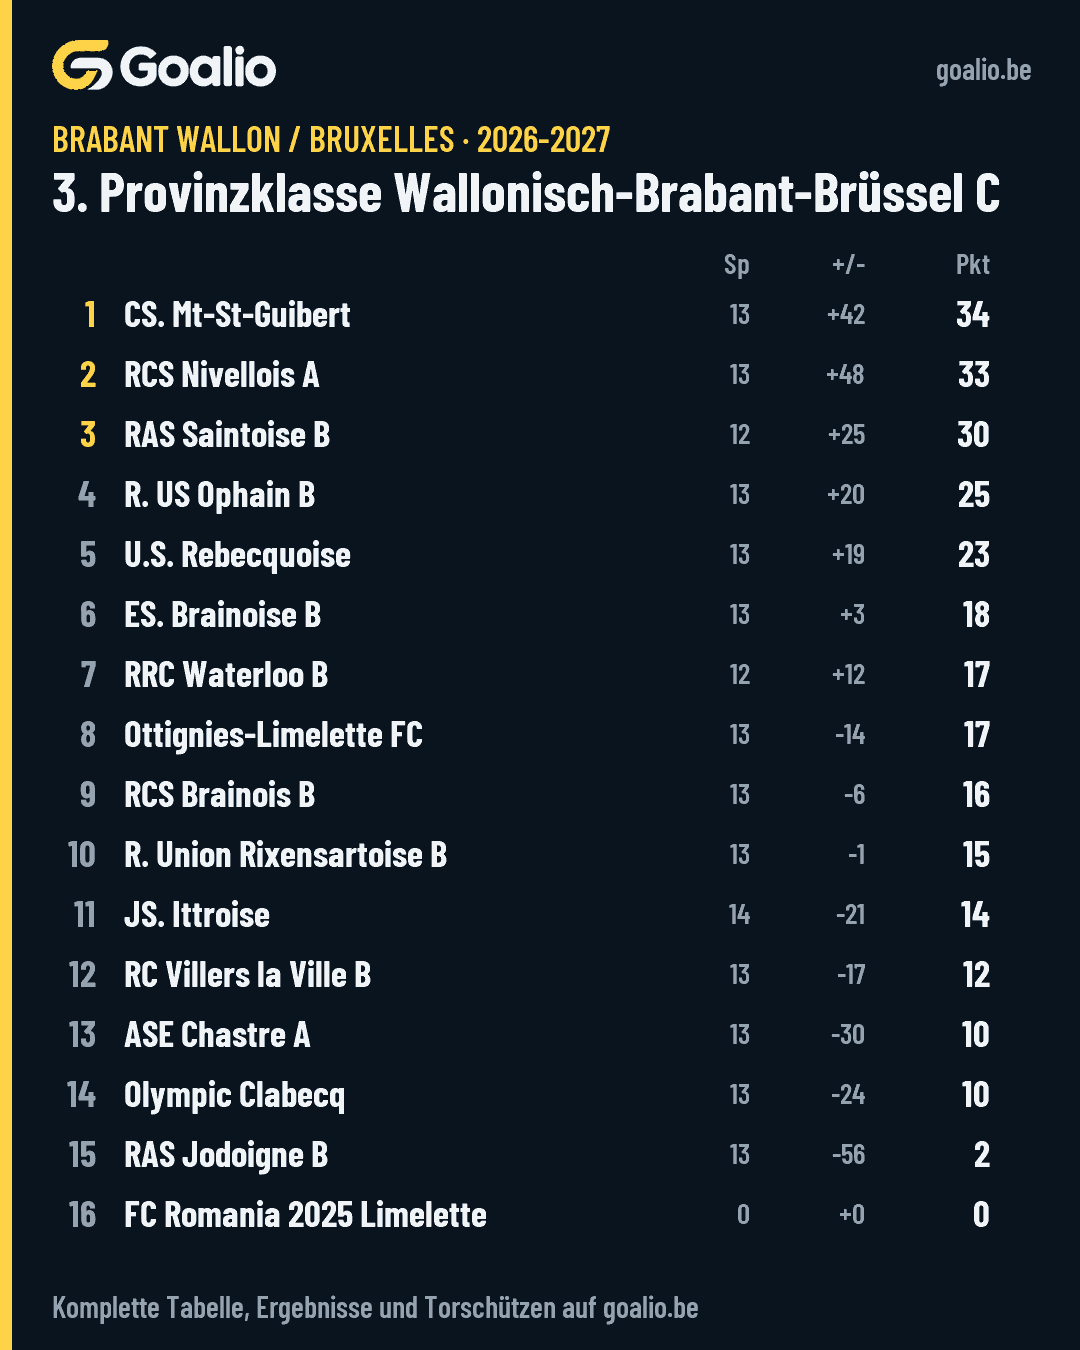 Goalio goalio.be
BRABANT WALLON / BRUXELLES · 2026-2027
3. Provinzklasse Wallonisch-Brabant-Brüssel C
Sp +/- Pkt
1 CS. Mt-St-Guibert 13 +42 34
2 RCS Nivellois A 13 +48 33
3 RAS Saintoise B 12 +25 30
4 R. US Ophain B 13 +20 25
5 U.S. Rebecquoise 13 +19 23
6 ES. Brainoise B 13 +3 18
7 RRC Waterloo B 12 +12 17
8 Ottignies-Limelette FC 13 -14 17
9 RCS Brainois B 13 -6 16
10 R. Union Rixensartoise B 13 -1 15
11 JS. Ittroise 14 -21 14
12 RC Villers la Ville B 13 -17 12
13 ASE Chastre A 13 -30 10
14 Olympic Clabecq 13 -24 10
15 RAS Jodoigne B 13 -56 2
16 FC Romania 2025 Limelette 0 +0 0
Komplette Tabelle, Ergebnisse und Torschützen auf goalio.be